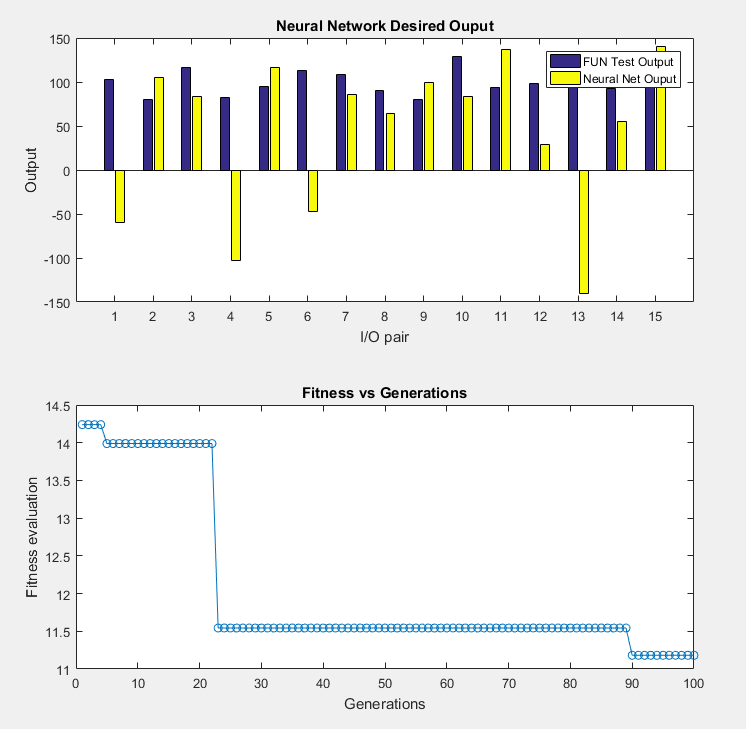 Neural Network Desired Ouput
150
100
50
0
-50
-100
-150
Output
FUN Test Output
Neural Net Ouput
1 2 3 4 5 6 7 8 9 10 11 12 13 14 15
I/O pair
Fitness vs Generations
14.5
14
13.5
13
12.5
12
11.5
11
Fitness evaluation
0 10 20 30 40 50 60 70 80 90 100
Generations